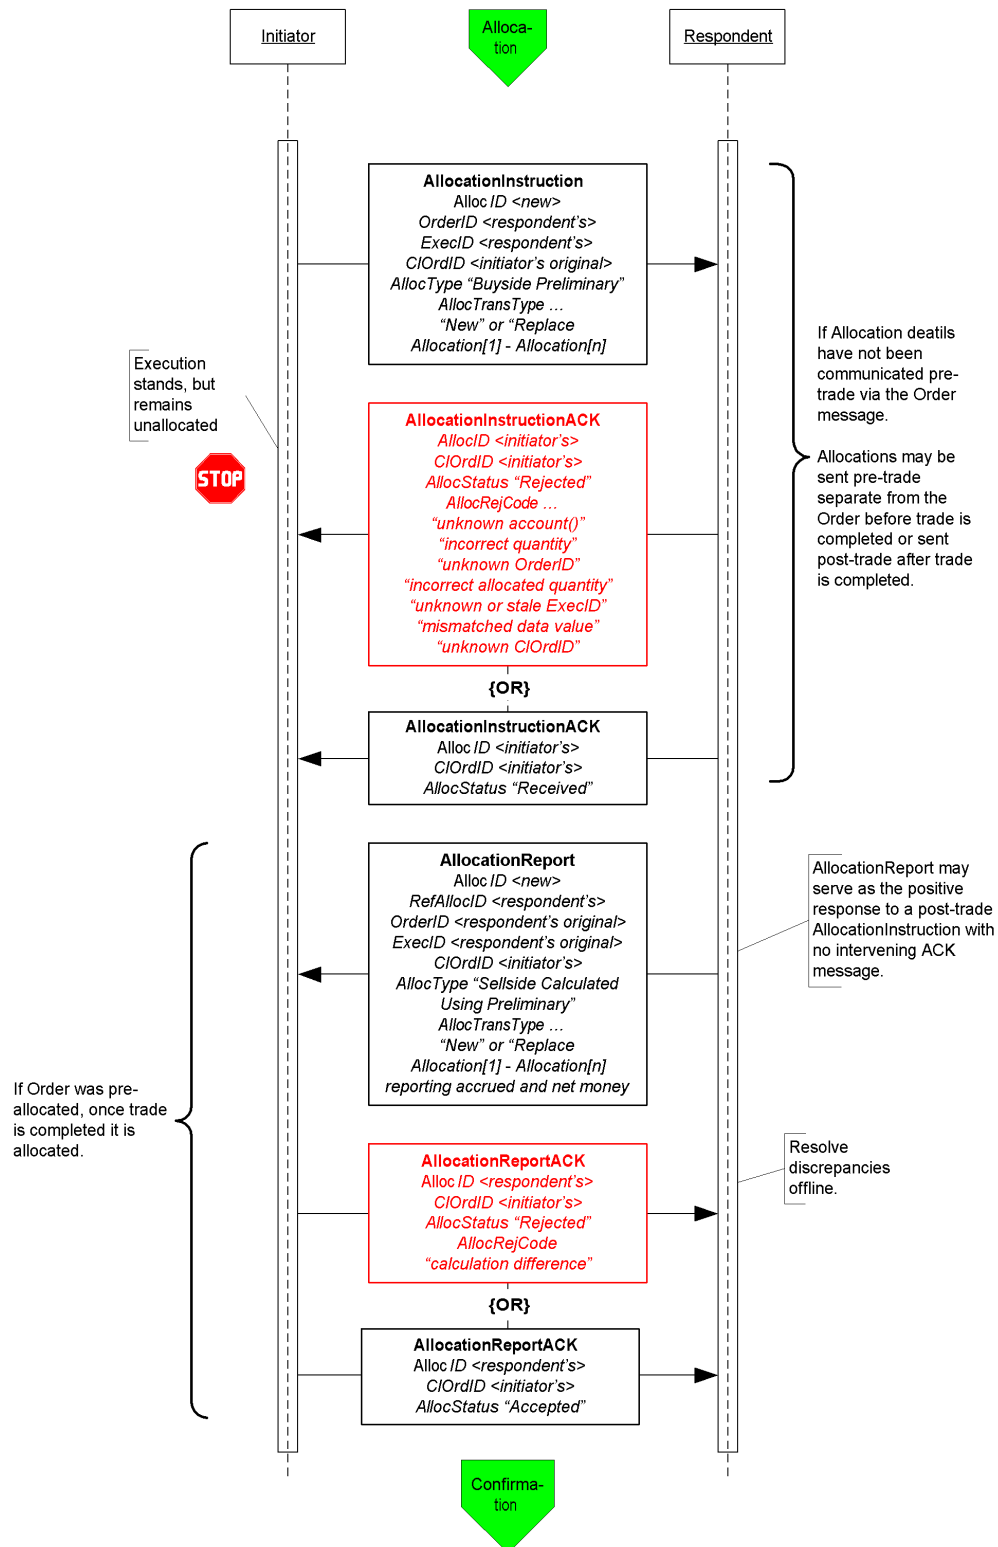 Initiator
Alloca-
tion
Respondent
AllocationInstruction
Alloc ID <new>
OrderID <respondent's>
ExecID <respondent's>
ClOrdID <initiator's original>
AllocType “Buyside Preliminary”
AllocTransType …
“New” or “Replace
Allocation[1] - Allocation[n]
If Allocation deatils
have not been
communicated pre-
trade via the Order
message.
Allocations may be
sent pre-trade
separate from the
Order before trade is
completed or sent
post-trade after trade
is completed.
Execution
stands, but
remains
unallocated
STOP
AllocationInstructionACK
AllocID <initiator's>
ClOrdID <initiator's>
AllocStatus “Rejected”
AllocRejCode …
“unknown account()”
“incorrect quantity”
“unknown OrderID”
“incorrect allocated quantity”
“unknown or stale ExecID”
“mismatched data value”
“unknown ClOrdID”
{OR}
AllocationInstructionACK
Alloc ID <initiator's>
ClOrdID <initiator's>
AllocStatus “Received”
AllocationReport
Alloc ID <new>
RefAllocID <respondent's>
OrderID <respondent's original>
ExecID <respondent's original>
ClOrdID <initiator's>
AllocType “Sellside Calculated
Using Preliminary”
AllocTransType …
“New” or “Replace
Allocation[1] - Allocation[n]
reporting accrued and net money
AllocationReport may
serve as the positive
response to a post-trade
AllocationInstruction with
no intervening ACK
message.
If Order was pre-
allocated, once trade
is completed it is
allocated.
AllocationReportACK
Alloc ID <respondent's>
ClOrdID <initiator's>
AllocStatus “Rejected”
AllocRejCode
“calculation difference”
Resolve
discrepancies
offline.
{OR}
AllocationReportACK
Alloc ID <respondent's>
ClOrdID <initiator's>
AllocStatus “Accepted”
Confirma-
tion